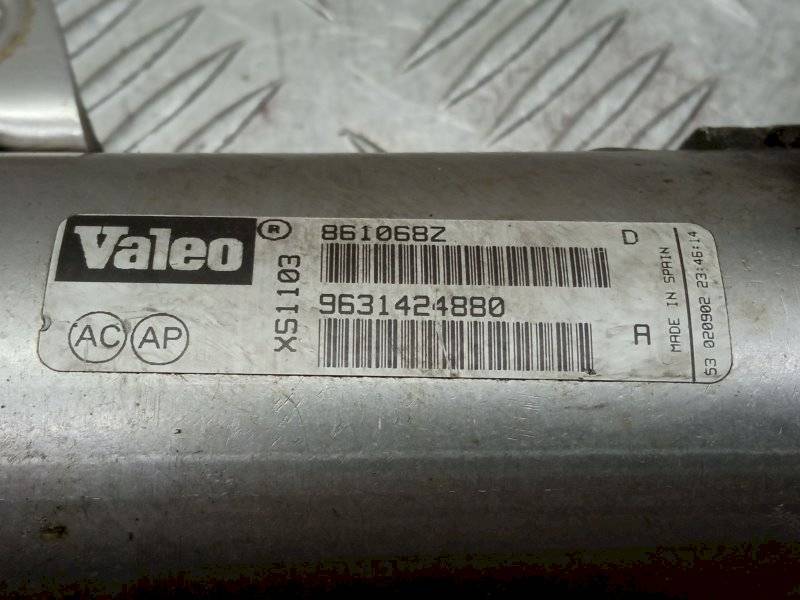 Valeo ®
861068Z D
XS1103
9631424880
AC AP
A
MADE IN SPAIN
53 020902 23:46:14